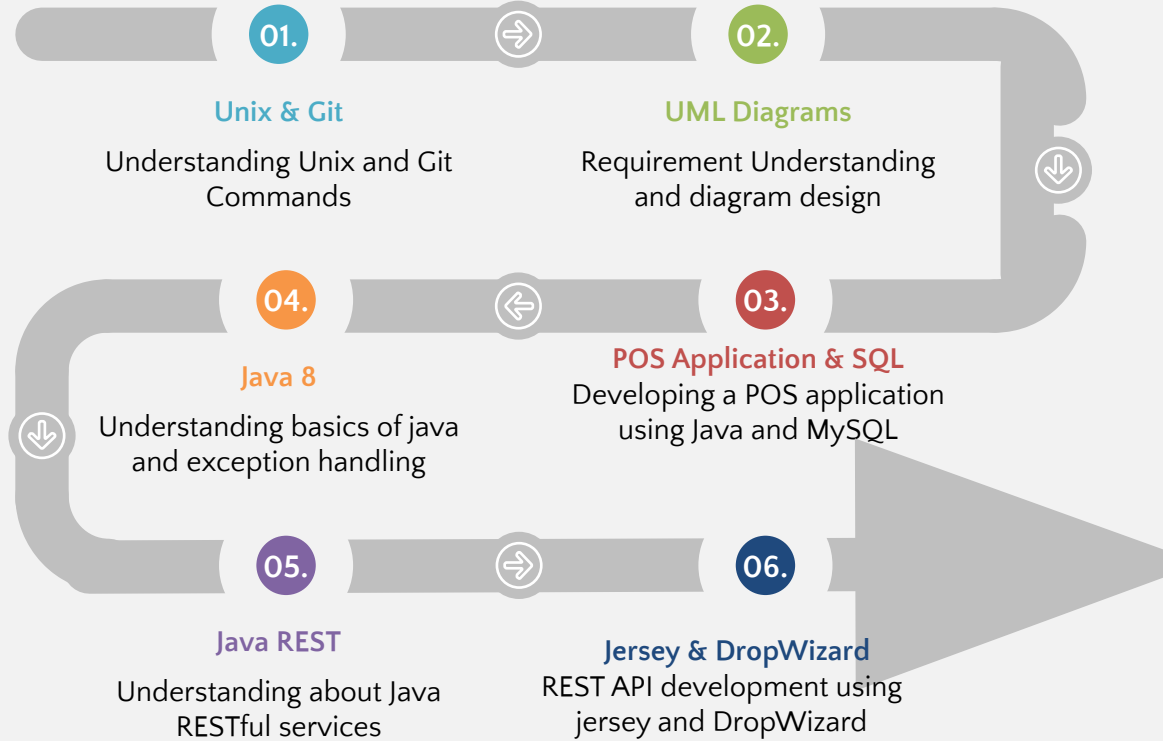 01.
Unix & Git
Understanding Unix and Git
Commands
02.
UML Diagrams
Requirement Understanding
and diagram design
03.
POS Application & SQL
Developing a POS application
using Java and MySQL
04.
Java 8
Understanding basics of java
and exception handling
05.
Java REST
Understanding about Java
RESTful services
06.
Jersey & DropWizard
REST API development using
jersey and DropWizard